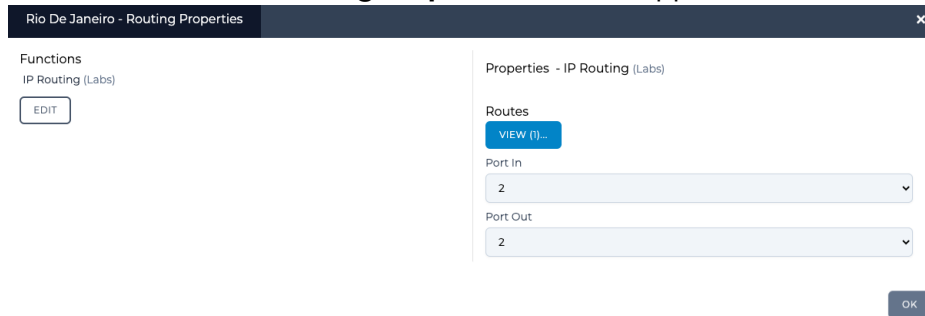 Rio De Janeiro - Routing Properties ×
Functions
IP Routing (Labs)
EDIT
Properties - IP Routing (Labs)
Routes
VIEW (1)...
Port In
2
Port Out
2
OK